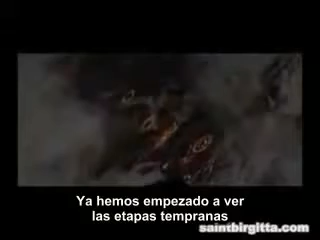 Ya hemos empezado a ver
las etapas tempranas
saintbirgitta.com